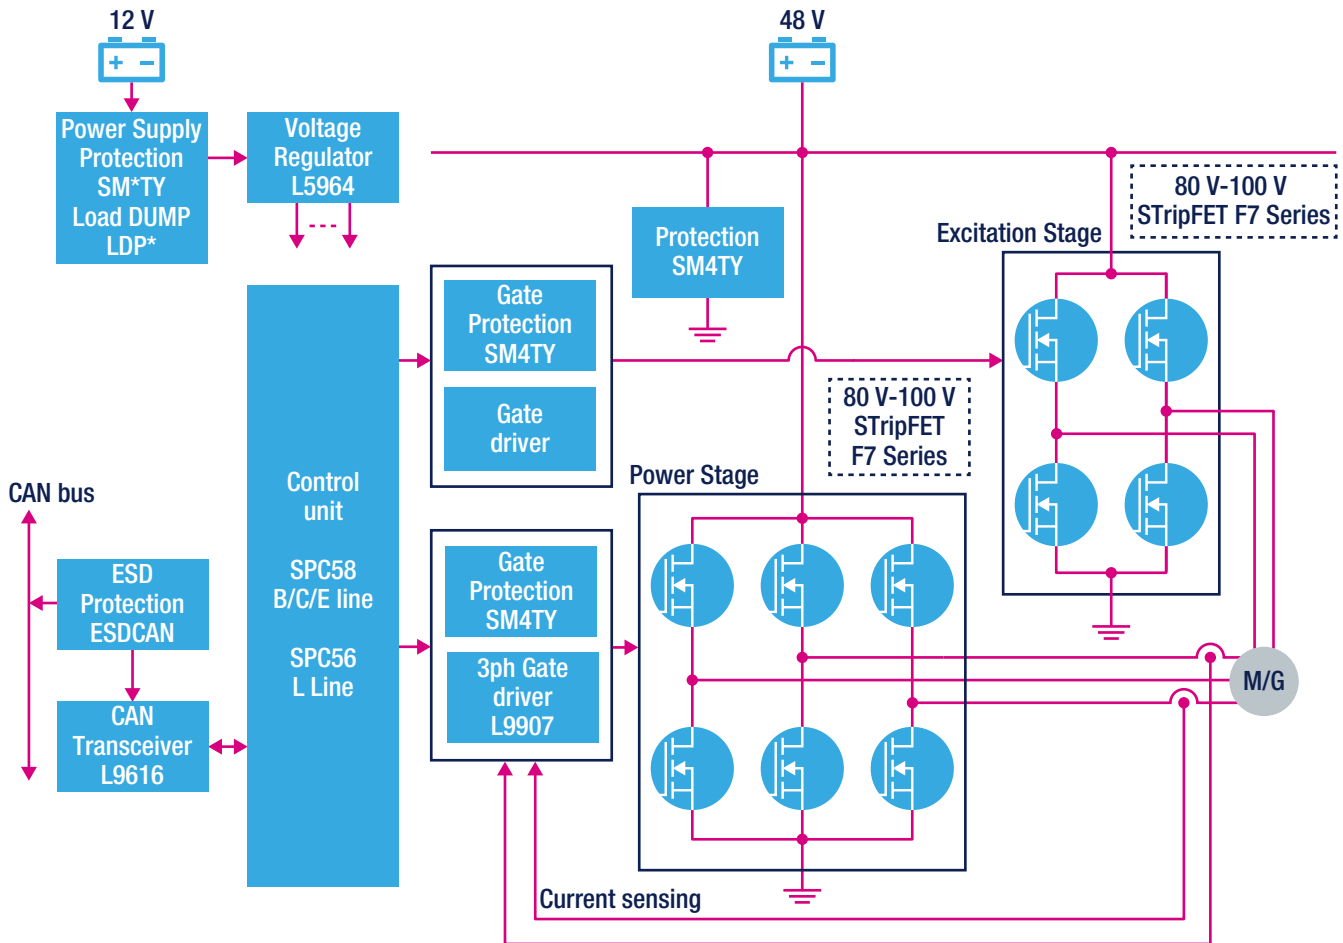 12 V
48 V
Power Supply
Protection
SM*TY
Load DUMP
LDP*
Voltage
Regulator
L5964
Protection
SM4TY
80 V-100 V
STripFET F7 Series
Excitation Stage
Gate
Protection
SM4TY
Gate
driver
80 V-100 V
STripFET
F7 Series
Power Stage
Control
unit
SPC58
B/C/E line
SPC56
L Line
CAN bus
ESD
Protection
ESDCAN
CAN
Transceiver
L9616
Gate
Protection
SM4TY
3ph Gate
driver
L9907
M/G
Current sensing